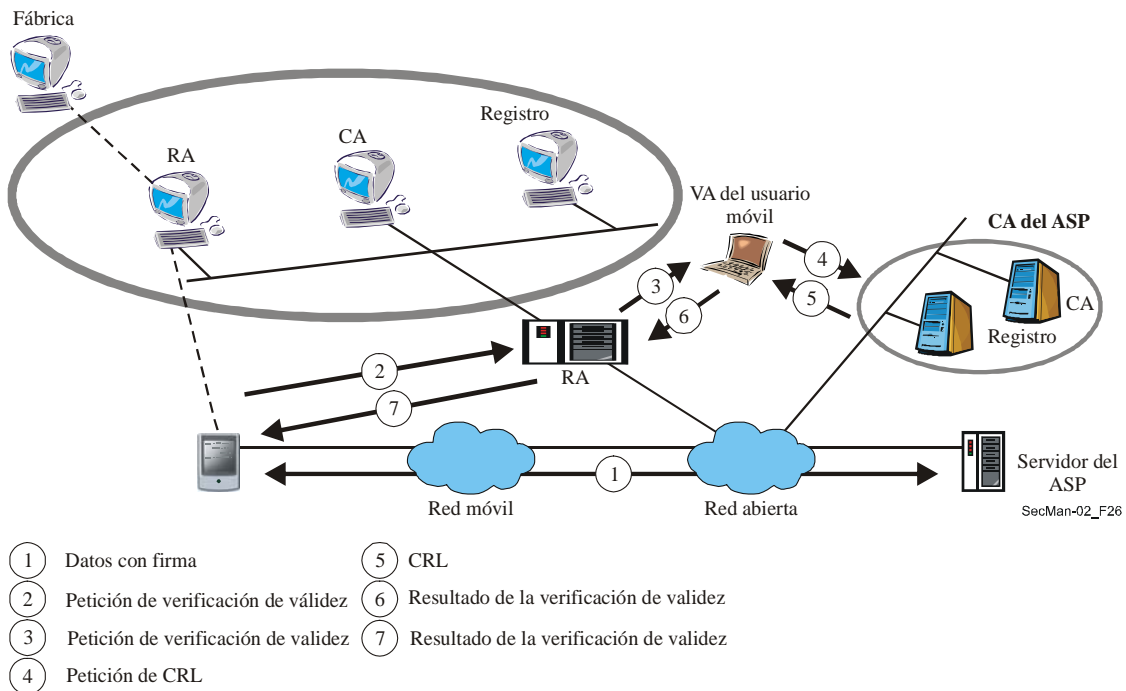 Fábrica
RA
CA
Registro
VA del usuario
móvil
CA del ASP
3
4
5
6
CA
Registro
RA
2
7
1
Red móvil
Red abierta
Servidor del
ASP
SecMan-02_F26
1 Datos con firma
2 Petición de verificación de válidez
3 Petición de verificación de validez
4 Petición de CRL
5 CRL
6 Resultado de la verificación de validez
7 Resultado de la verificación de validez